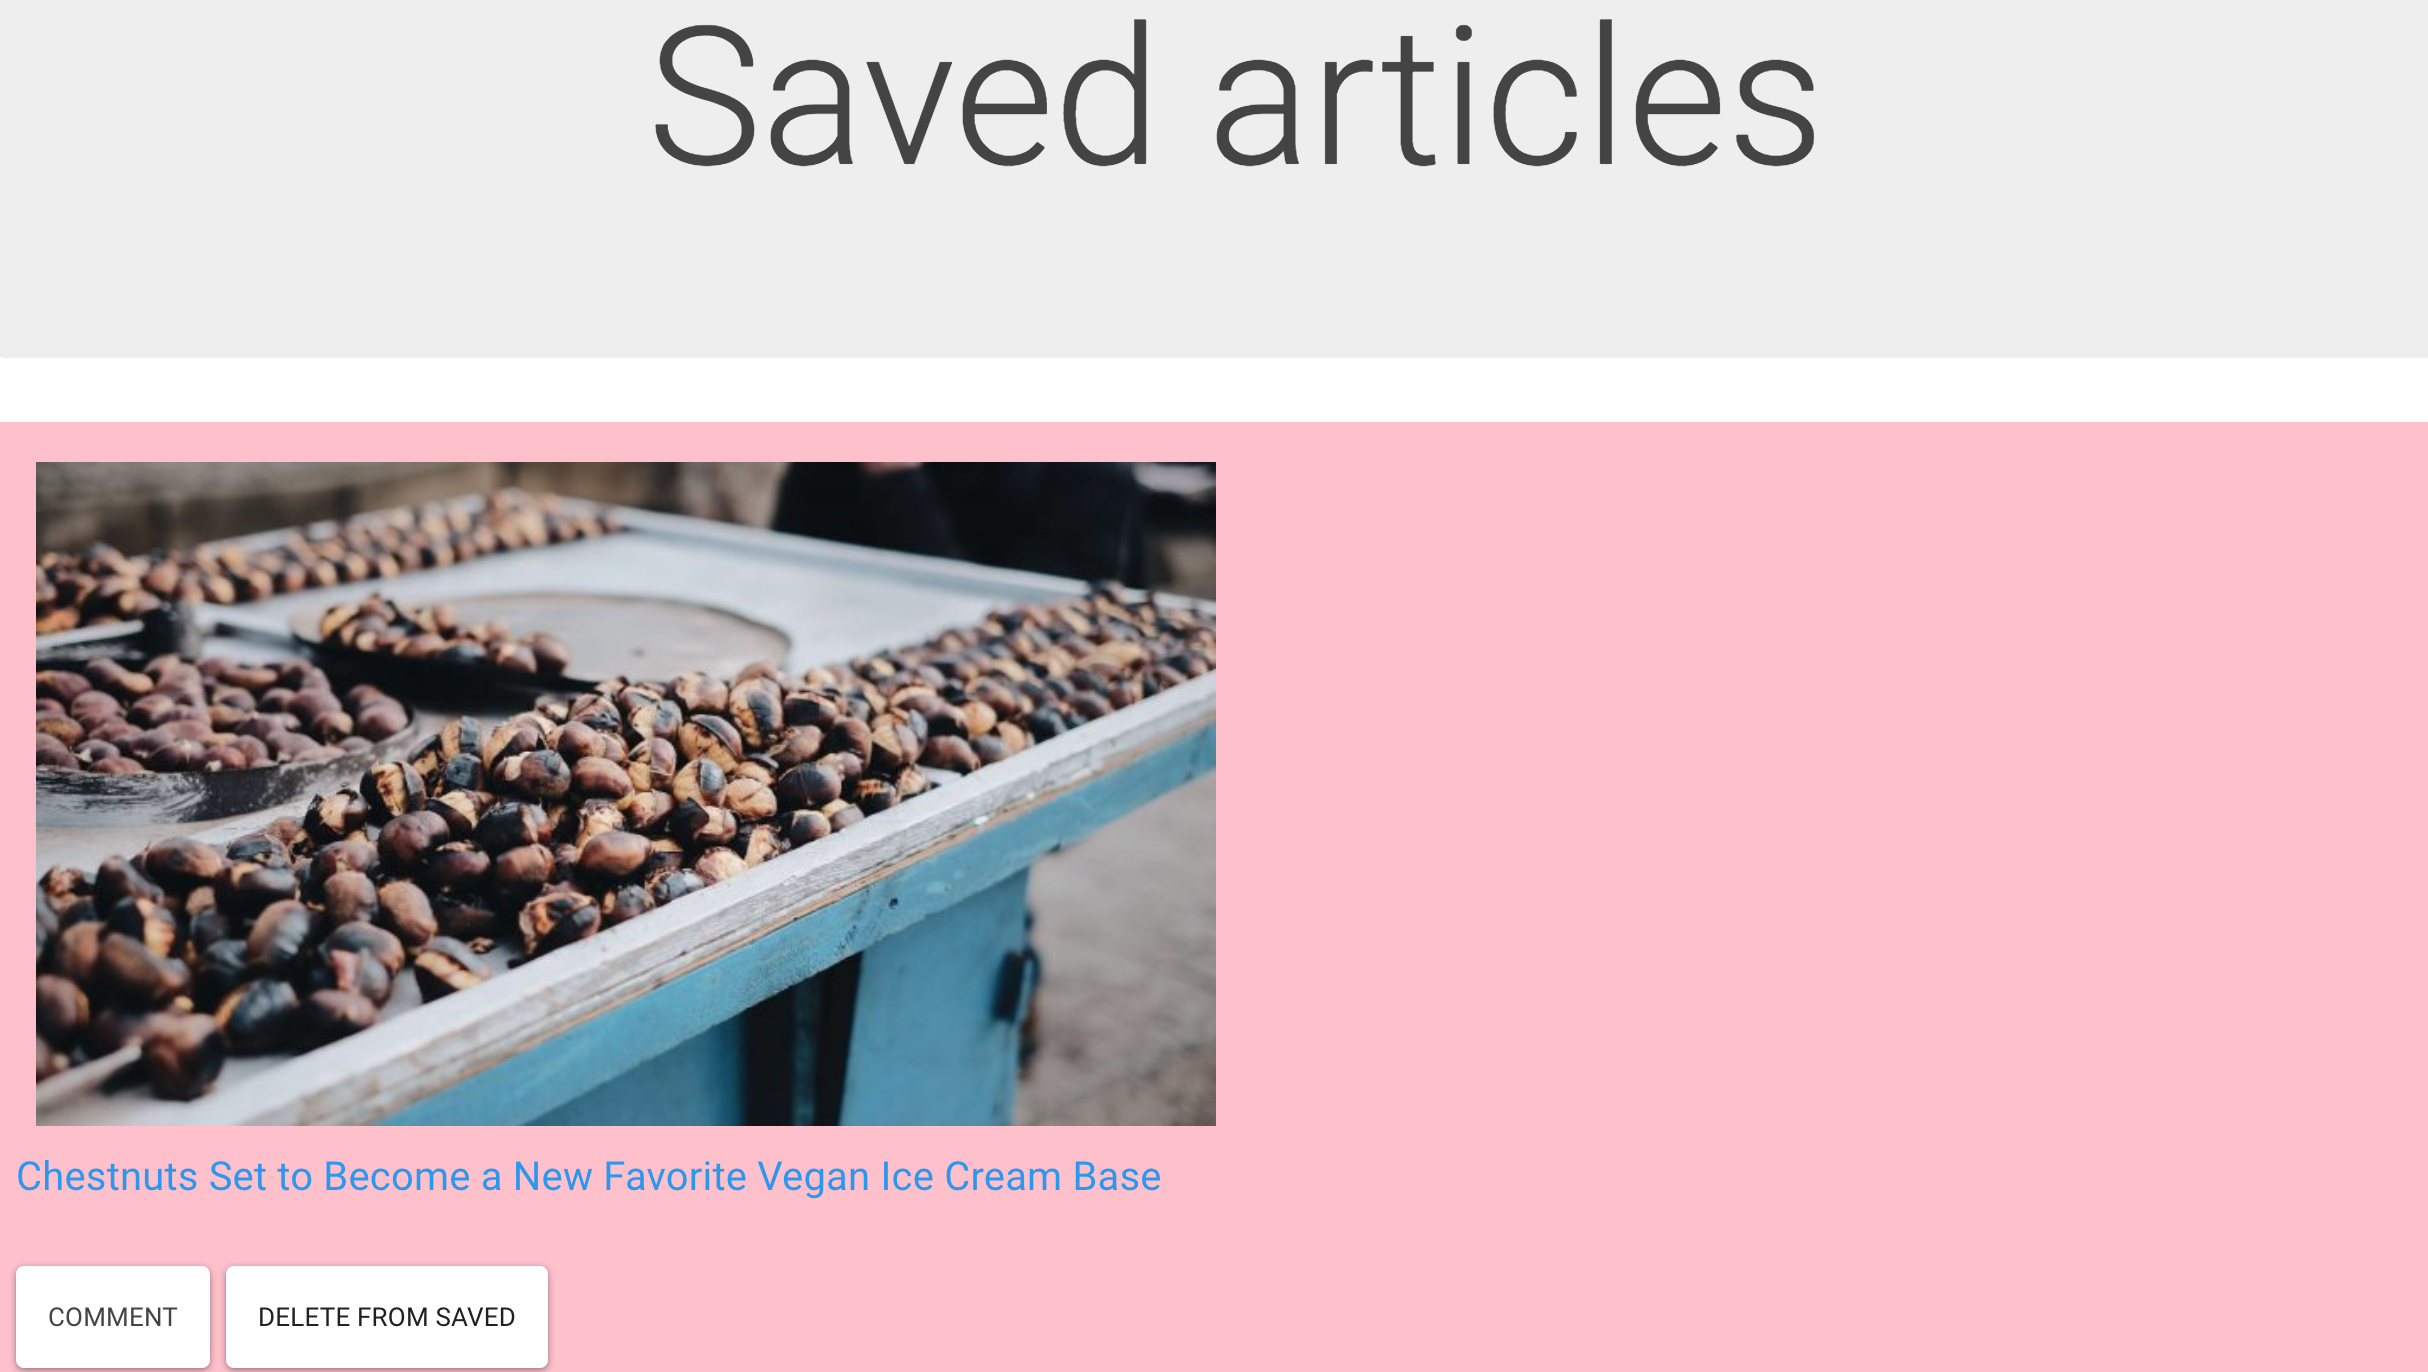 Saved articles
Chestnuts Set to Become a New Favorite Vegan Ice Cream Base
COMMENT
DELETE FROM SAVED